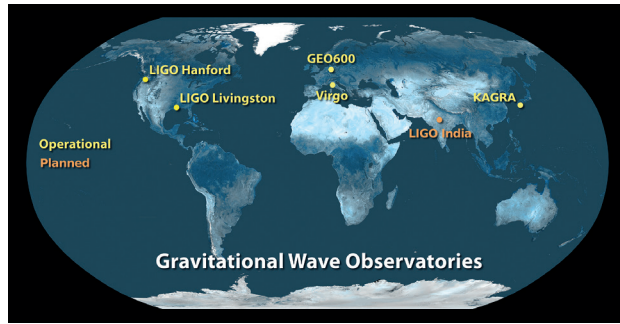 GEO600
LIGO Hanford
Virgo
LIGO Livingston
KAGRA
LIGO India
Operational
Planned
Gravitational Wave Observatories